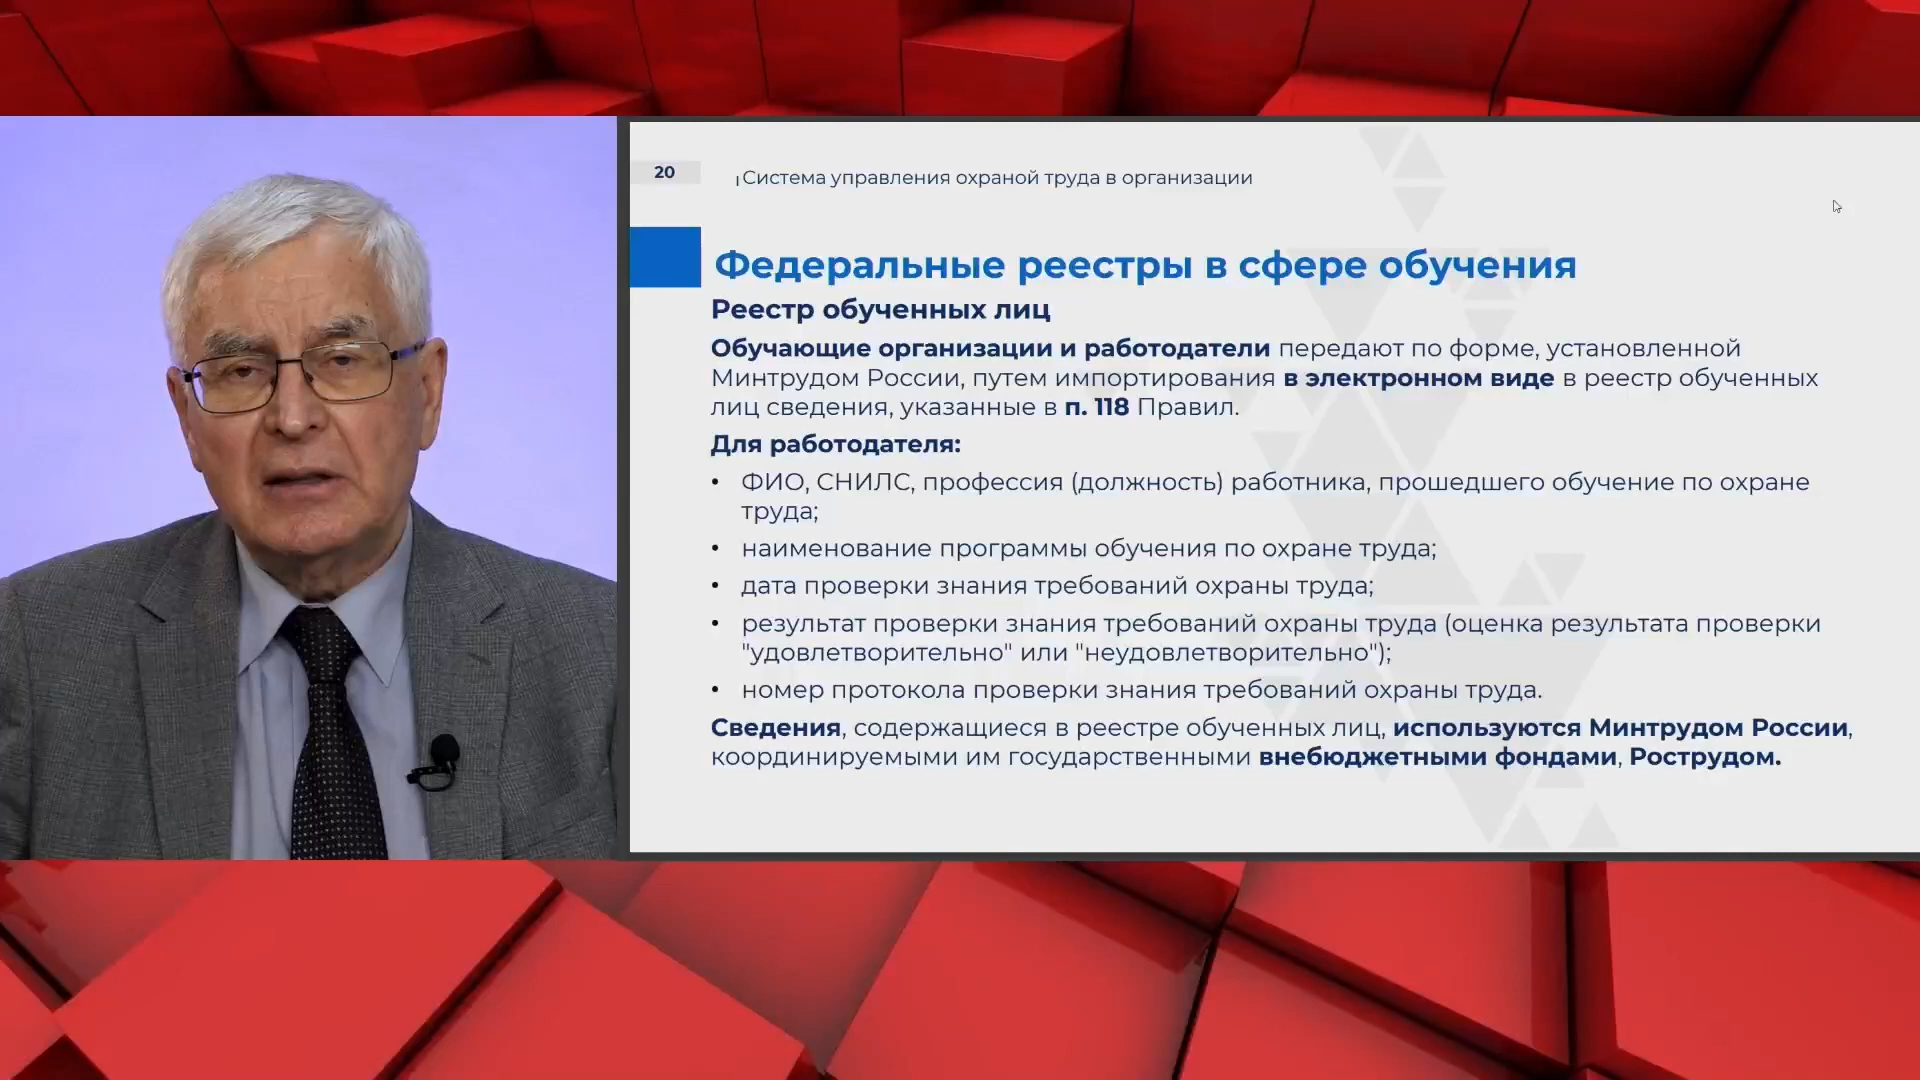 20
Система управления охраной труда в организации
Федеральные реестры в сфере обучения
Реестр обученных лиц
Обучающие организации и работодатели передают по форме, установленной
Минтрудом России, путем импортирования в электронном виде в реестр обученных
лиц сведения, указанные в п. 118 Правил.
Для работодателя:
• ФИО, СНИЛС, профессия (должность) работника, прошедшего обучение по охране
труда;
• наименование программы обучения по охране труда;
• дата проверки знания требований охраны труда;
• результат проверки знания требований охраны труда (оценка результата проверки
"удовлетворительно" или "неудовлетворительно");
• номер протокола проверки знания требований охраны труда.
Сведения, содержащиеся в реестре обученных лиц, используются Минтрудом России,
координируемыми им государственными внебюджетными фондами, Рострудом.